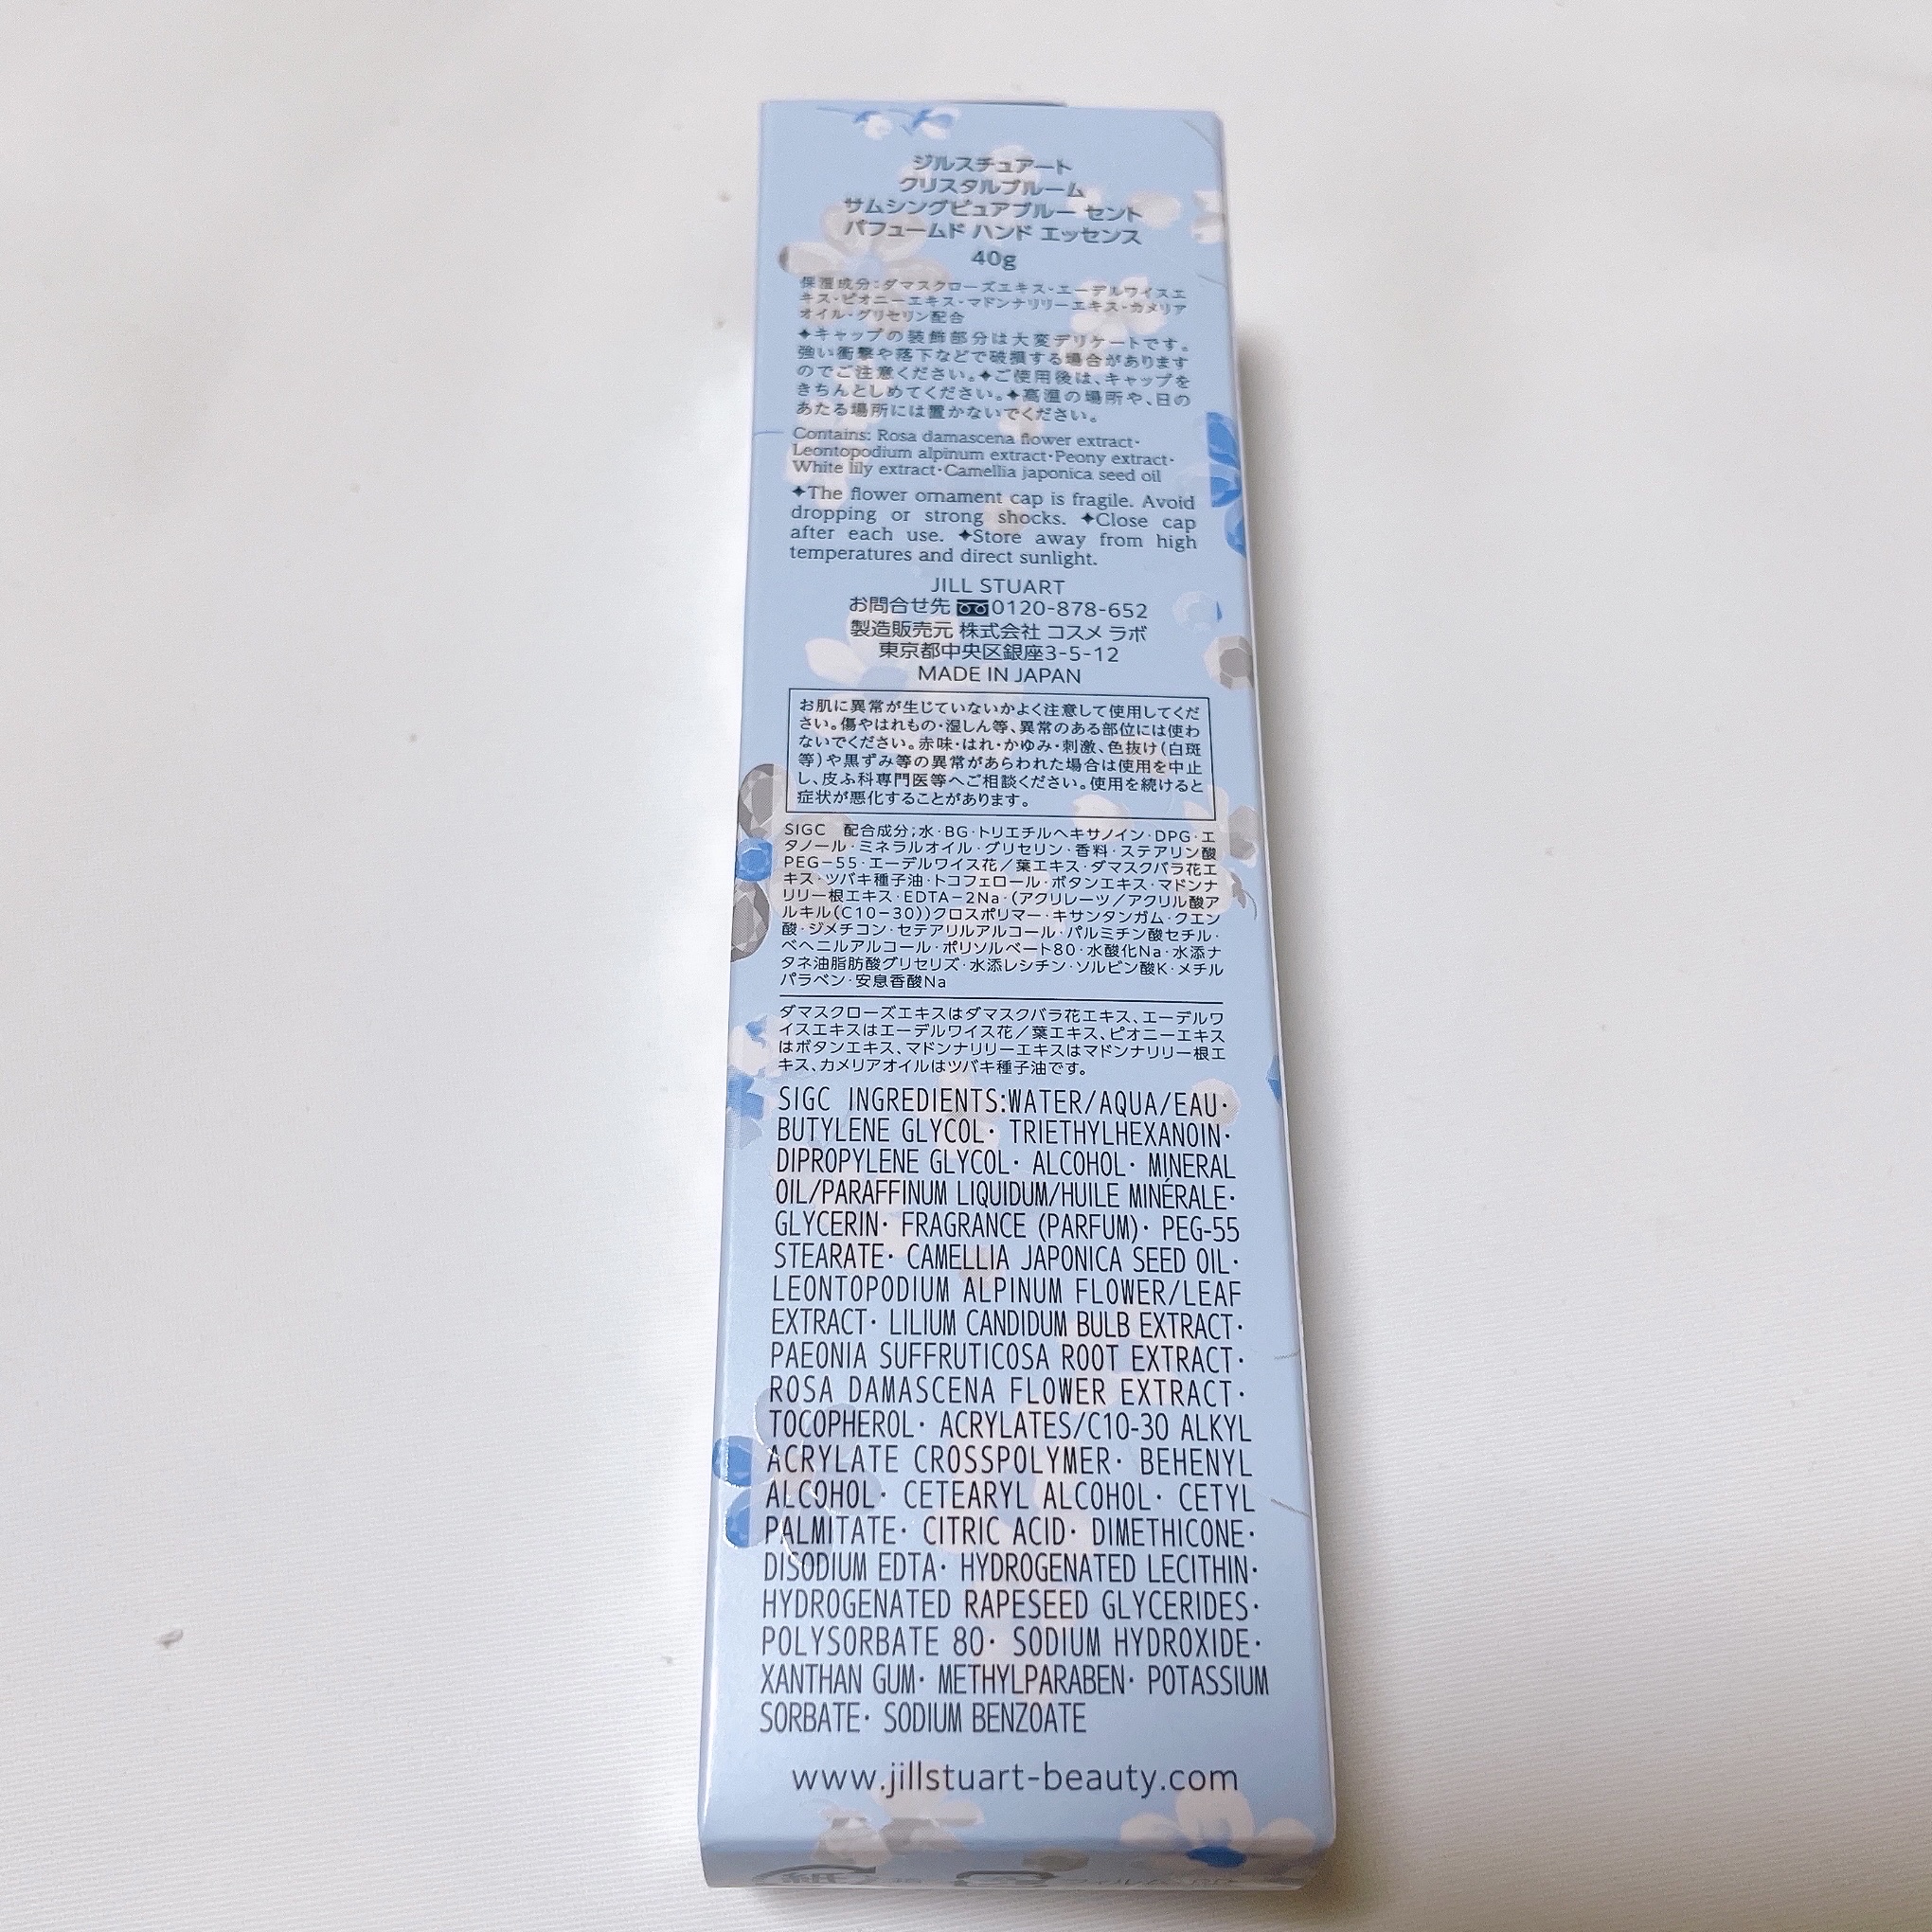 ジルスチュアート
クリスタルブルーム
サムシングピュアブルー セント
パフュームド ハンド エッセンス
40g
保湿成分:ダマスクローズエキス・エーデルワイスエ
キス・ピオニーエキス・マドンナリリーエキス・カメリア
オイル・グリセリン配合
✦キャップの装飾部分は大変デリケートです。
強い衝撃や落下などで破損する場合があります
のでご注意ください。✦ご使用後は、キャップを
きちんとしめてください。✦高温の場所や、日の
あたる場所には置かないでください。
Contains: Rosa damascena flower extract·
Leontopodium alpinum extract·Peony extract·
White lily extract·Camellia japonica seed oil
✦The flower ornament cap is fragile. Avoid
dropping or strong shocks. ✦Close cap
after each use. ✦Store away from high
temperatures and direct sunlight.
JILL STUART
お問合せ先 0120-878-652
製造販売元 株式会社 コスメ ラボ
東京都中央区銀座3-5-12
MADE IN JAPAN
お肌に異常が生じていないかよく注意して使用してくだ
さい。傷やはれもの・湿しん等、異常のある部位には使わ
ないでください。赤味・はれ・かゆみ・刺激、色抜け(白斑
等)や黒ずみ等の異常があらわれた場合は使用を中止
し、皮ふ科専門医等へご相談ください。使用を続けると
症状が悪化することがあります。
SIGC 配合成分;水・BG・トリエチルヘキサノイン・DPG・エ
タノール・ミネラルオイル・グリセリン・香料・ステアリン酸
PEG-55・エーデルワイス花/葉エキス・ダマスクバラ花エ
キス・ツバキ種子油・トコフェロール・ボタンエキス・マドンナ
リリー根エキス・EDTA-2Na・(アクリレーツ/アクリル酸ア
ルキル(C10-30))クロスポリマー・キサンタンガム・クエン
酸・ジメチコン・セテアリルアルコール・パルミチン酸セチル・
ベヘニルアルコール・ポリソルベート80・水酸化Na・水添ナ
タネ油脂肪酸グリセリズ・水添レシチン・ソルビン酸K・メチル
パラベン・安息香酸Na
ダマスクローズエキスはダマスクバラ花エキス、エーデルワ
イスエキスはエーデルワイス花/葉エキス、ピオニーエキス
はボタンエキス、マドンナリリーエキスはマドンナリリー根エ
キス、カメリアオイルはツバキ種子油です。
SIGC INGREDIENTS:WATER/AQUA/EAU·
BUTYLENE GLYCOL· TRIETHYLHEXANOIN·
DIPROPYLENE GLYCOL· ALCOHOL· MINERAL
OIL/PARAFFINUM LIQUIDUM/HUILE MINÉRALE·
GLYCERIN· FRAGRANCE (PARFUM)· PEG-55
STEARATE· CAMELLIA JAPONICA SEED OIL·
LEONTOPODIUM ALPINUM FLOWER/LEAF
EXTRACT· LILIUM CANDIDUM BULB EXTRACT·
PAEONIA SUFFRUTICOSA ROOT EXTRACT·
ROSA DAMASCENA FLOWER EXTRACT·
TOCOPHEROL· ACRYLATES/C10-30 ALKYL
ACRYLATE CROSSPOLYMER· BEHENYL
ALCOHOL· CETEARYL ALCOHOL· CETYL
PALMITATE· CITRIC ACID· DIMETHICONE·
DISODIUM EDTA· HYDROGENATED LECITHIN·
HYDROGENATED RAPESEED GLYCERIDES·
POLYSORBATE 80· SODIUM HYDROXIDE·
XANTHAN GUM· METHYLPARABEN· POTASSIUM
SORBATE· SODIUM BENZOATE
www.jillstuart-beauty.com